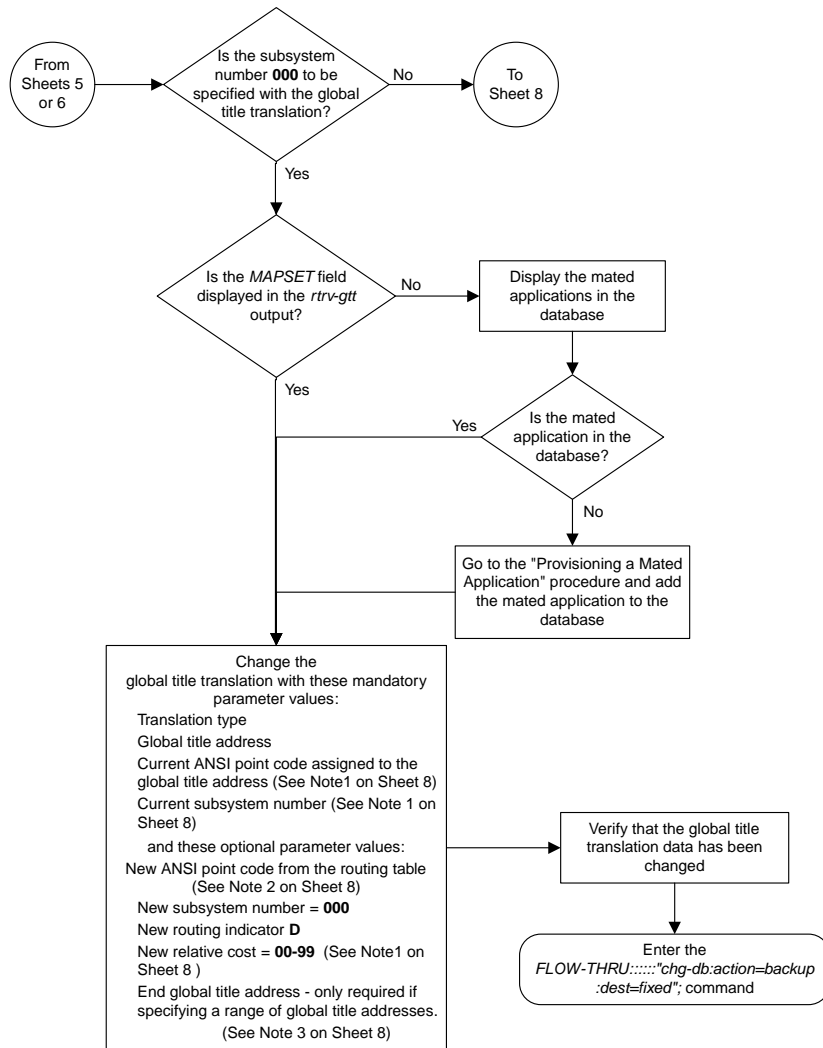 From
Sheets 5
or 6
Is the subsystem
number 000 to be
specified with the global
title translation?
No
To
Sheet 8
Yes
Is the MAPSET field
displayed in the rtrv-gtt
output?
No
Display the mated
applications in the
database
Yes
Yes
Is the mated
application in the
database?
No
Go to the "Provisioning a Mated
Application" procedure and add
the mated application to the
database
Change the
global title translation with these mandatory
parameter values:
Translation type
Global title address
Current ANSI point code assigned to the
global title address (See Note1 on Sheet 8)
Current subsystem number (See Note 1 on
Sheet 8)
and these optional parameter values:
New ANSI point code from the routing table
(See Note 2 on Sheet 8)
New subsystem number = 000
New routing indicator D
New relative cost = 00-99 (See Note1 on
Sheet 8 )
End global title address - only required if
specifying a range of global title addresses.
(See Note 3 on Sheet 8)
Verify that the global title
translation data has been
changed
Enter the
FLOW-THRU::::::"chg-db:action=backup
:dest=fixed"; command